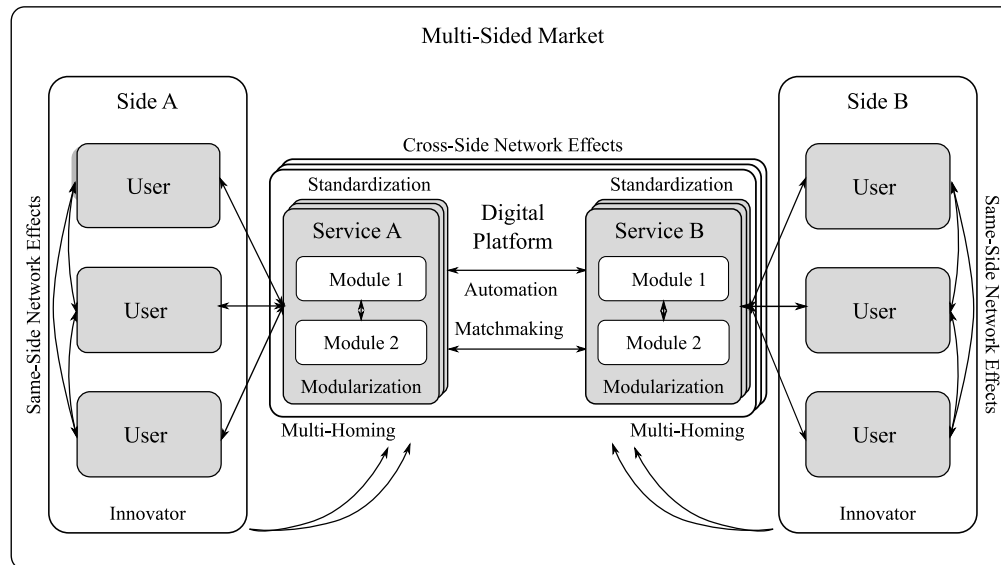 Multi-Sided Market
Side A
User
User
User
Innovator
Same-Side Network Effects
Cross-Side Network Effects
Standardization
Service A
Module 1
Module 2
Modularization
Multi-Homing
Digital
Platform
Automation
Matchmaking
Standardization
Service B
Module 1
Module 2
Modularization
Multi-Homing
Side B
User
User
User
Innovator
Same-Side Network Effects